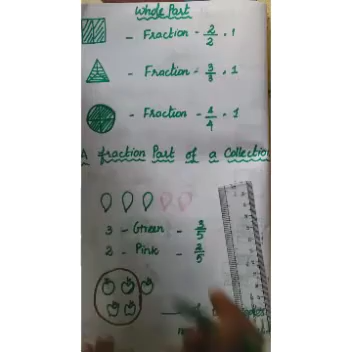 Whole Part
- Fraction - 2/2 = 1
- Fraction - 3/3 = 1
- Fraction - 4/4 = 1
A fraction Part of a Collection
3 - Green - 3/5
2 - Pink - 2/5